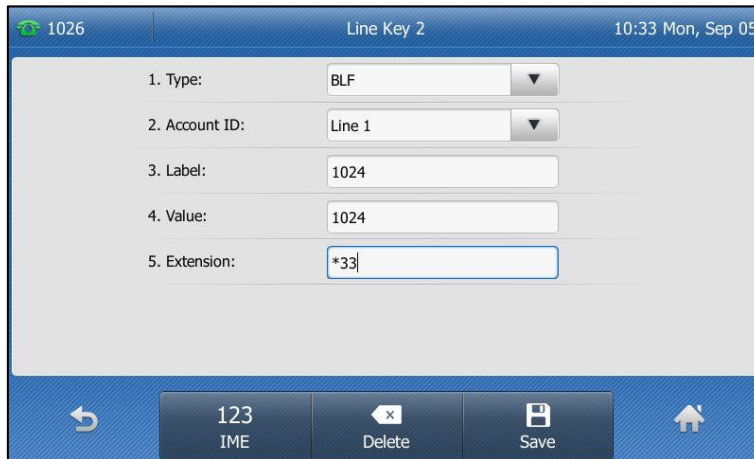 1026 Line Key 2 10:33 Mon, Sep 05
1. Type: BLF
2. Account ID: Line 1
3. Label: 1024
4. Value: 1024
5. Extension: *33
123 IME Delete Save